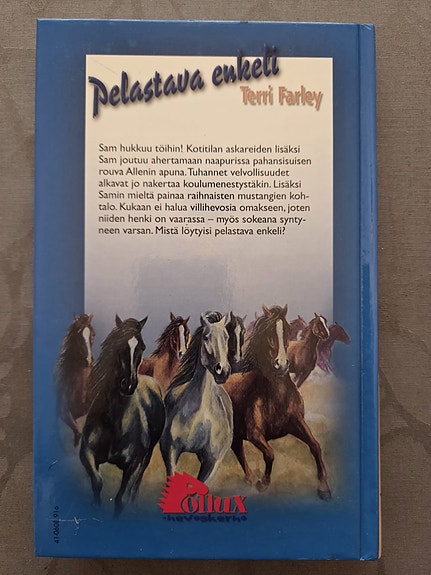 Pelastava enkeli
Terri Farley
Sam hukkuu töihin! Kotitilan askareiden lisäksi
Sam joutuu ahertamaan naapurissa pahansisuisen
rouva Allenin apuna. Tuhannet velvollisuudet
alkavat jo nakertaa koulumenestystäkin. Lisäksi
Samin mieltä painaa raihnaisten mustangien koh-
talo. Kukaan ei halua villihevosia omakseen, joten
niiden henki on vaarassa – myös sokeana synty-
neen varsan. Mistä löytyisi pelastava enkeli?
Pollux
-hevoskerho